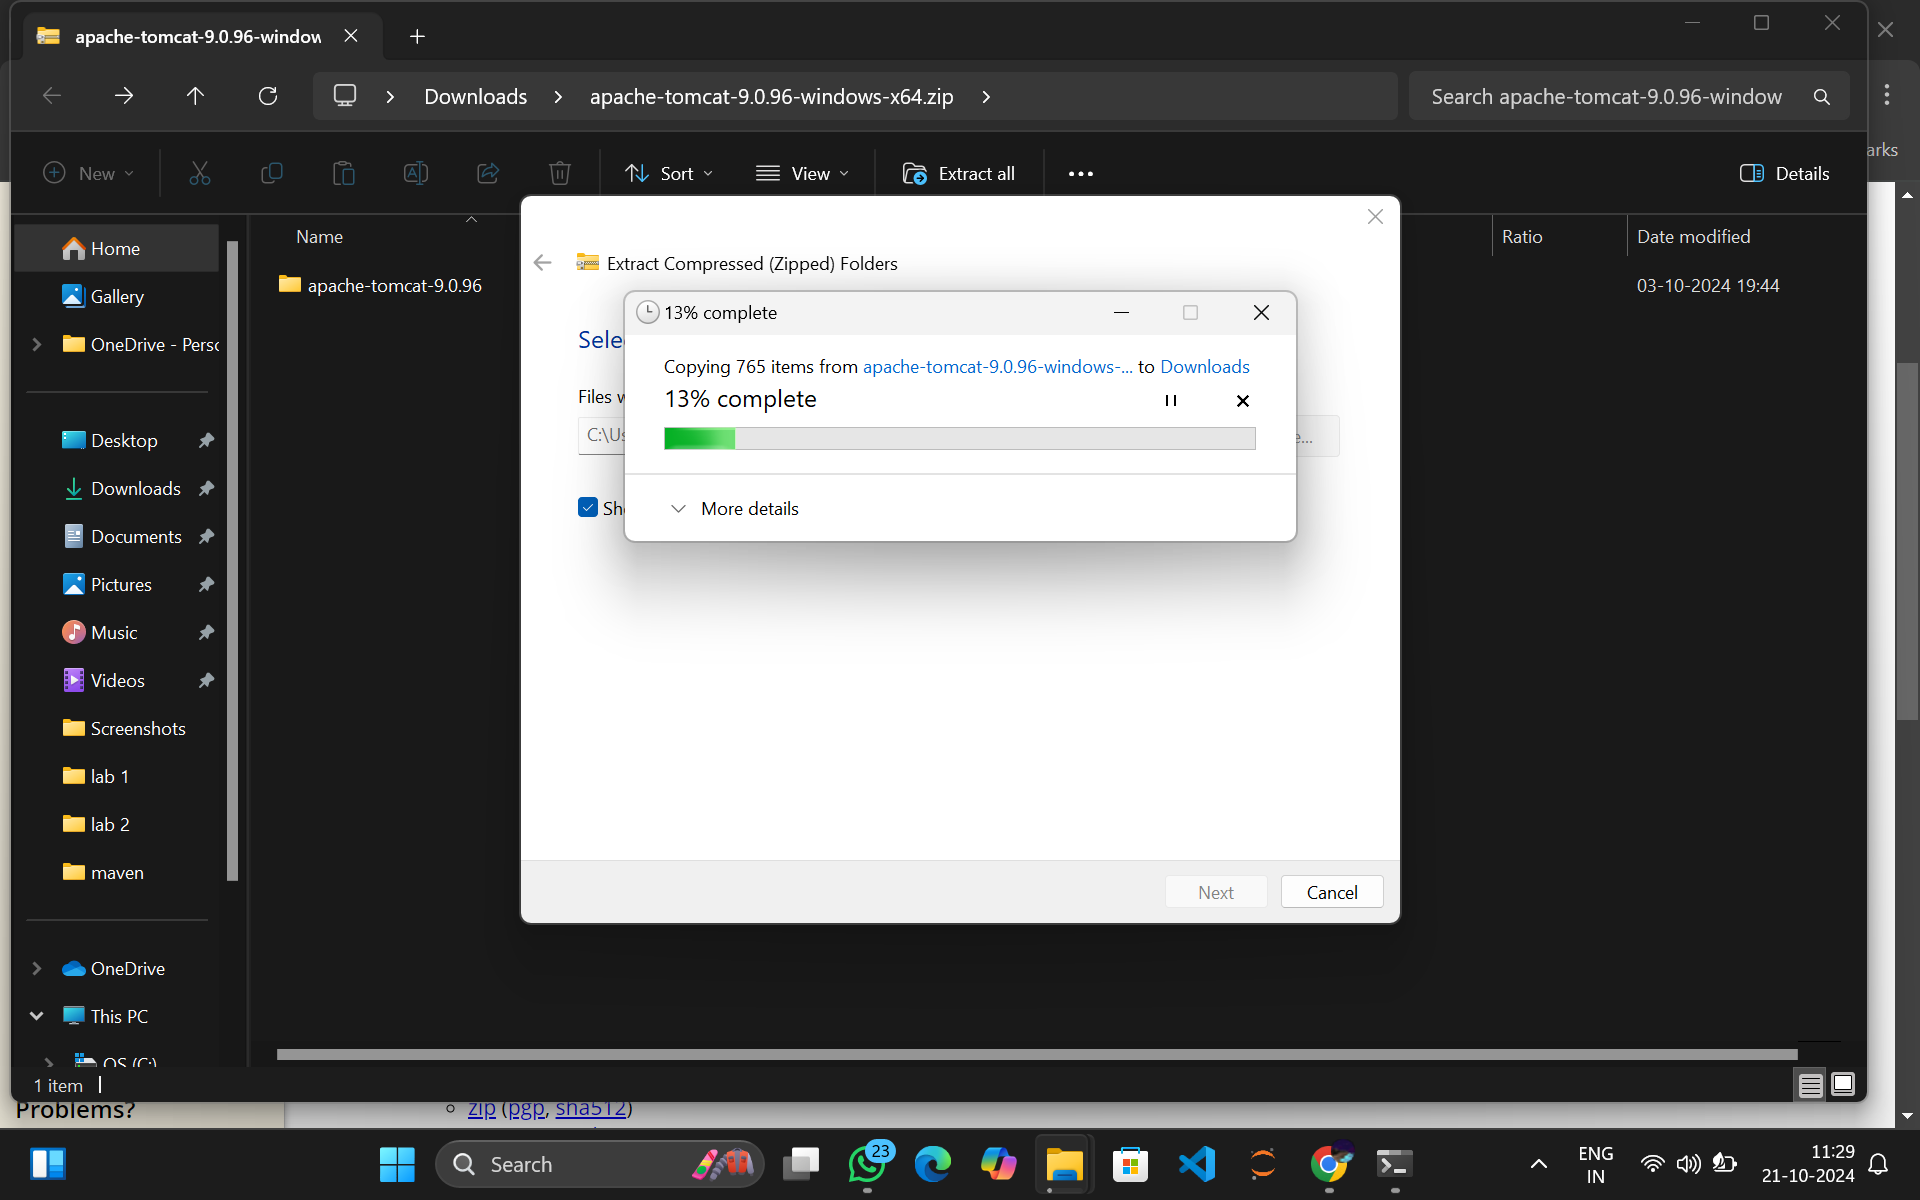 apache-tomcat-9.0.96-window
Downloads
apache-tomcat-9.0.96-windows-x64.zip
Search apache-tomcat-9.0.96-window
arks
New
Sort
View
Extract all
Details
Name
Ratio
Date modified
apache-tomcat-9.0.96
03-10-2024 19:44
Home
Gallery
OneDrive - Perso
Desktop
Downloads
Documents
Pictures
Music
Videos
Screenshots
lab 1
lab 2
maven
OneDrive
This PC
OS (C:)
1 item
Extract Compressed (Zipped) Folders
Sele
Files w
C:\Us
e...
Sh
13% complete
Copying 765 items from apache-tomcat-9.0.96-windows-... to Downloads
13% complete
More details
Next
Cancel
Problems?
zip (pgp, sha512)
Search
23
ENG
IN
11:29
21-10-2024